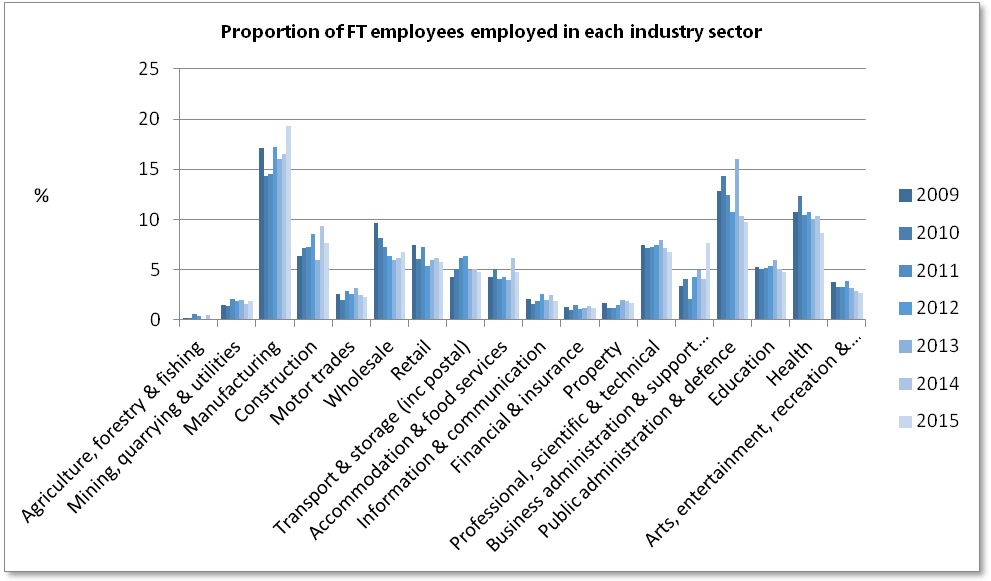 Proportion of FT employees employed in each industry sector
25
20
15
10
5
0
%
Agriculture, forestry & fishing
Mining, quarrying & utilities
Manufacturing
Construction
Motor trades
Wholesale
Retail
Transport & storage (inc postal)
Accommodation & food services
Information & communication
Financial & insurance
Property
Professional, scientific & technical
Business administration & support...
Public administration & defence
Education
Health
Arts, entertainment, recreation &...
2009
2010
2011
2012
2013
2014
2015